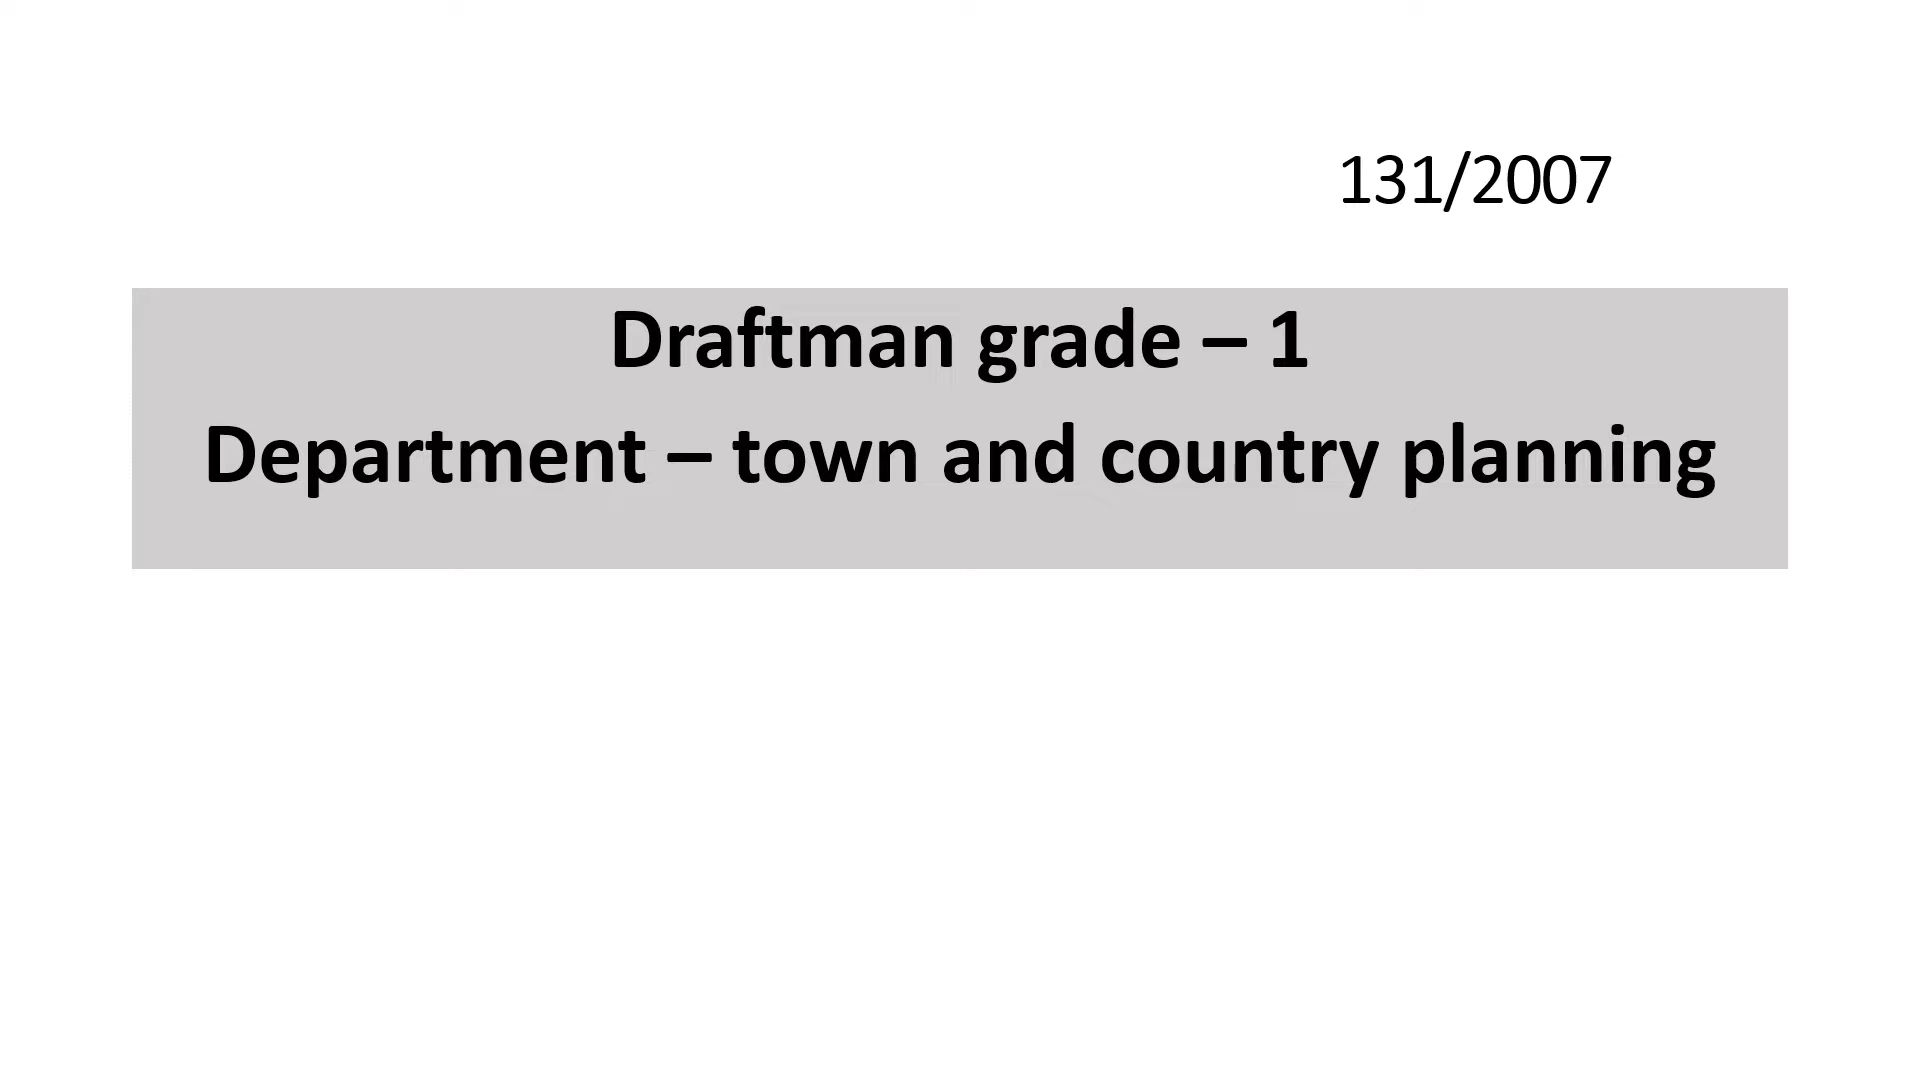 131/2007
Draftman grade – 1
Department – town and country planning